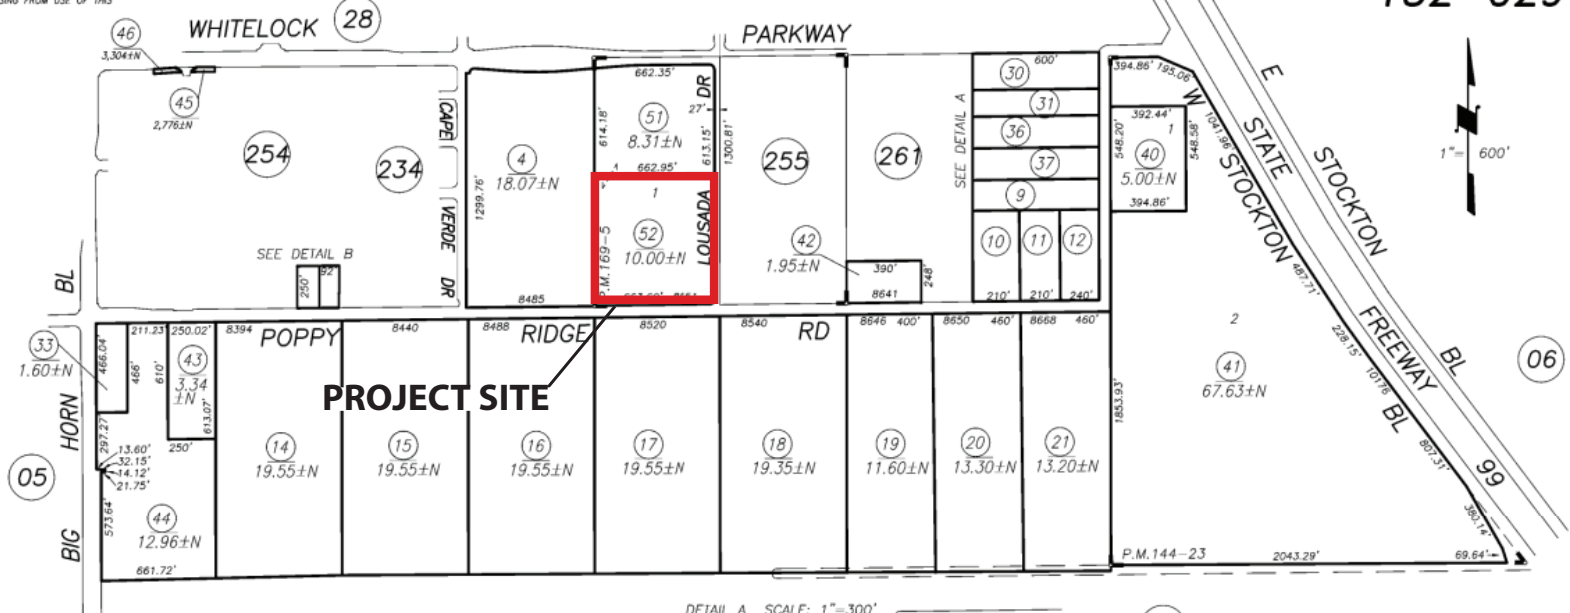 WHITELOCK
28
PARKWAY
46
3,304±N
45
2,776±N
254
234
CAPE
VERDE
DR
4
18.07±N
1299.76'
8485
662.35'
614.18'
51
8.31±N
662.95'
27'
613.15'
1300.81'
LOUSADA
DR
1
52
10.00±N
P.M.169-5
255
261
42
1.95±N
390'
8641
248'
SEE DETAIL A
600'
30
31
36
37
9
10
11
12
210'
210'
240'
394.86'
195.06'
392.44'
1
548.20'
548.58'
40
5.00±N
394.86'
W
STOCKTON
BL
1041.96'
487.71'
228.15'
10176
807.31'
380.14'
69.64'
STATE
FREEWAY
99
E
STOCKTON
BL
1"= 600'
06
2
41
67.63±N
1853.93'
P.M.144-23
2043.29'
SEE DETAIL B
250'
92'
BL
HORN
BIG
05
33
1.60±N
466.04'
466'
211.23'
250.02'
610'
43
3.34
±N
613.07'
250'
297.27'
13.60'
32.15'
14.12'
21.75'
573.64'
44
12.96±N
661.72'
POPPY
RIDGE
RD
8394
8440
8488
8520
8540
8646
400'
8650
460'
8668
460'
PROJECT SITE
14
19.55±N
15
19.55±N
16
19.55±N
17
19.55±N
18
19.35±N
19
11.60±N
20
13.30±N
21
13.20±N
DETAIL A SCALE: 1"=300'